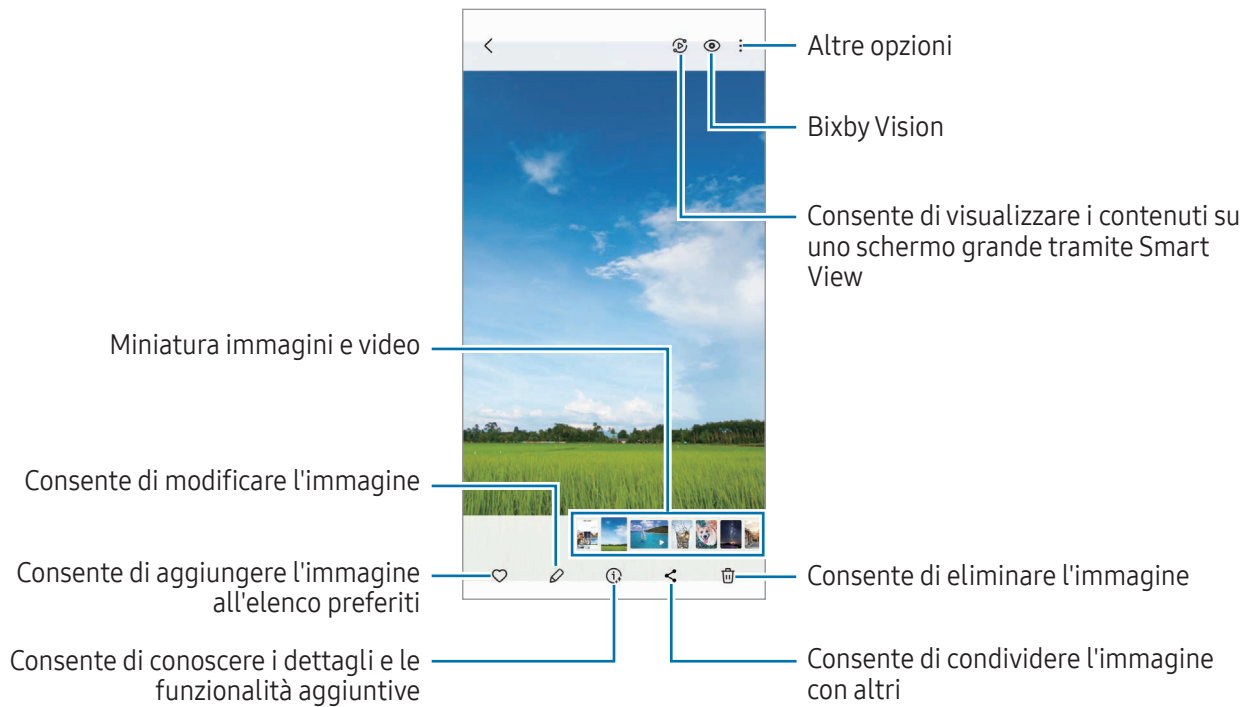 Altre opzioni
Bixby Vision
Consente di visualizzare i contenuti su
uno schermo grande tramite Smart
View
Miniatura immagini e video
Consente di modificare l'immagine
Consente di aggiungere l'immagine
all'elenco preferiti
Consente di eliminare l'immagine
Consente di conoscere i dettagli e le
funzionalità aggiuntive
Consente di condividere l'immagine
con altri